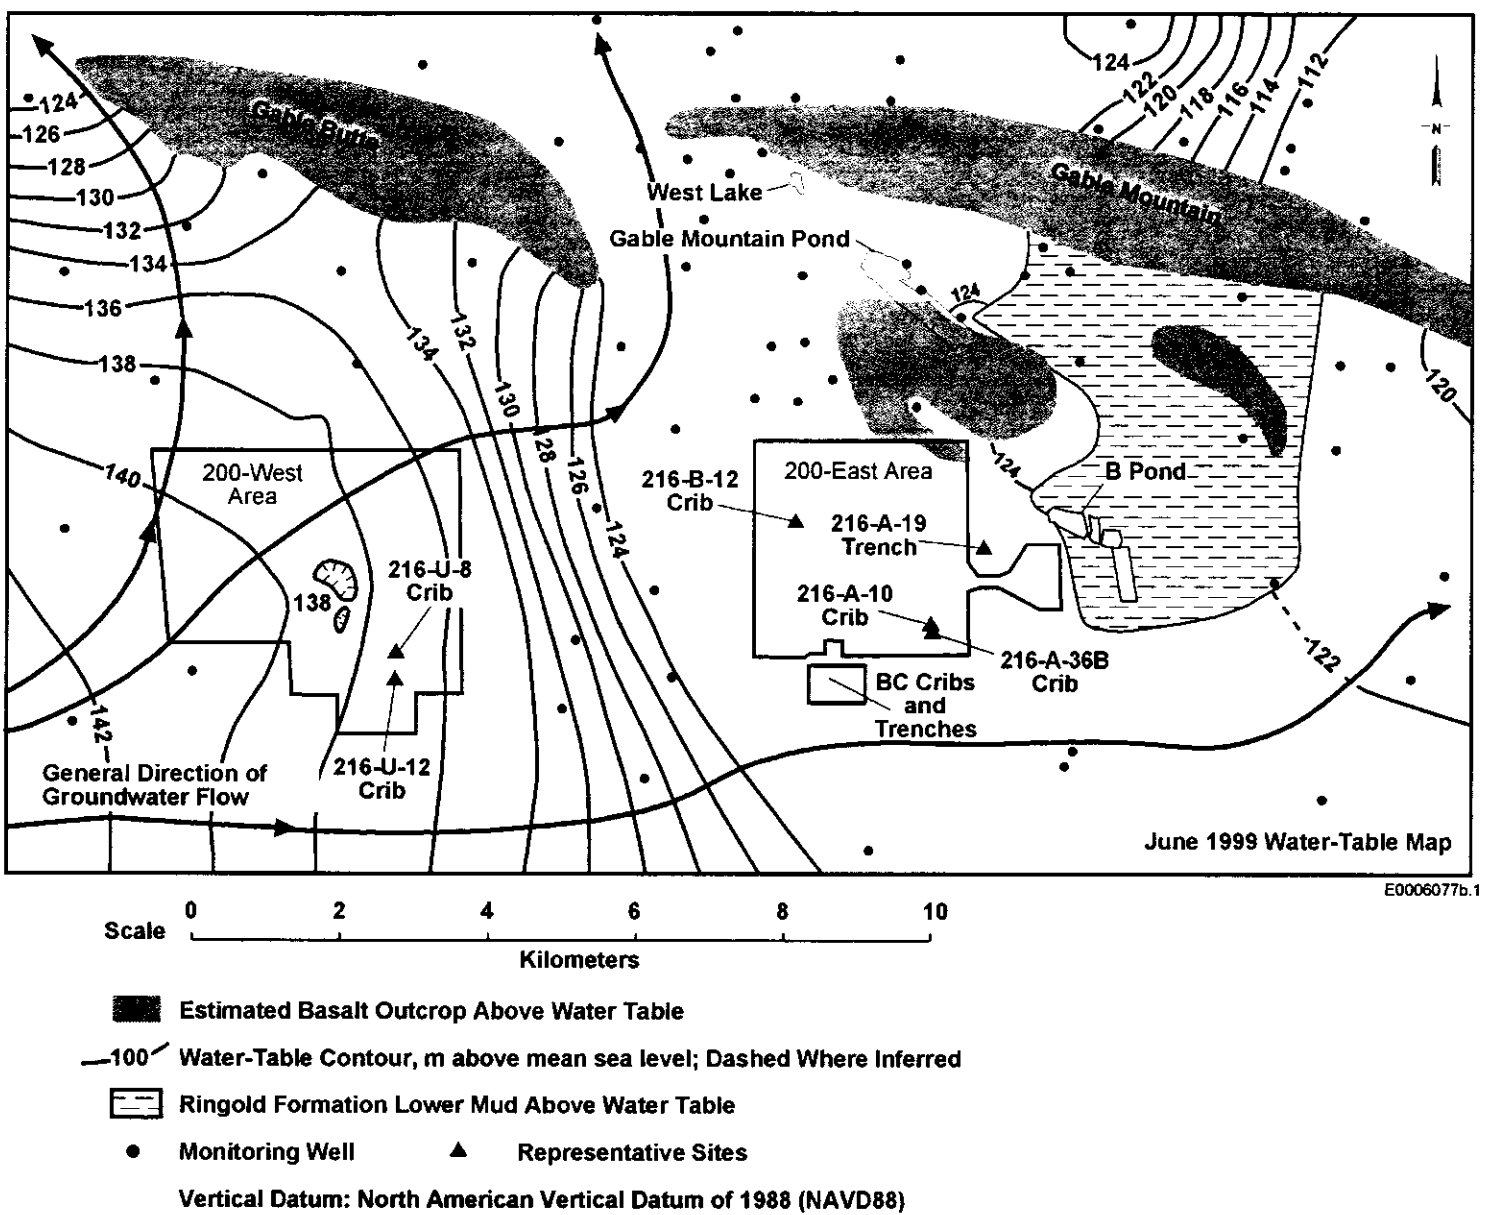 124
126
128
130
132
134
136
138
140
142
Gable Butte
134
132
130
28
126
124
124
122
120
118
116
114
112
N
West Lake
Gable Mountain
Gable Mountain Pond
124
120
200-West
Area
138
216-U-8
Crib
216-U-12
Crib
216-B-12
Crib
200-East Area
216-A-19
Trench
216-A-10
Crib
216-A-36B
Crib
124
B Pond
BC Cribs
and
Trenches
122
General Direction of
Groundwater Flow
June 1999 Water-Table Map
E0006077b.1
Scale
0 2 4 6 8 10
Kilometers
Estimated Basalt Outcrop Above Water Table
100 Water-Table Contour, m above mean sea level; Dashed Where Inferred
Ringold Formation Lower Mud Above Water Table
Monitoring Well Representative Sites
Vertical Datum: North American Vertical Datum of 1988 (NAVD88)